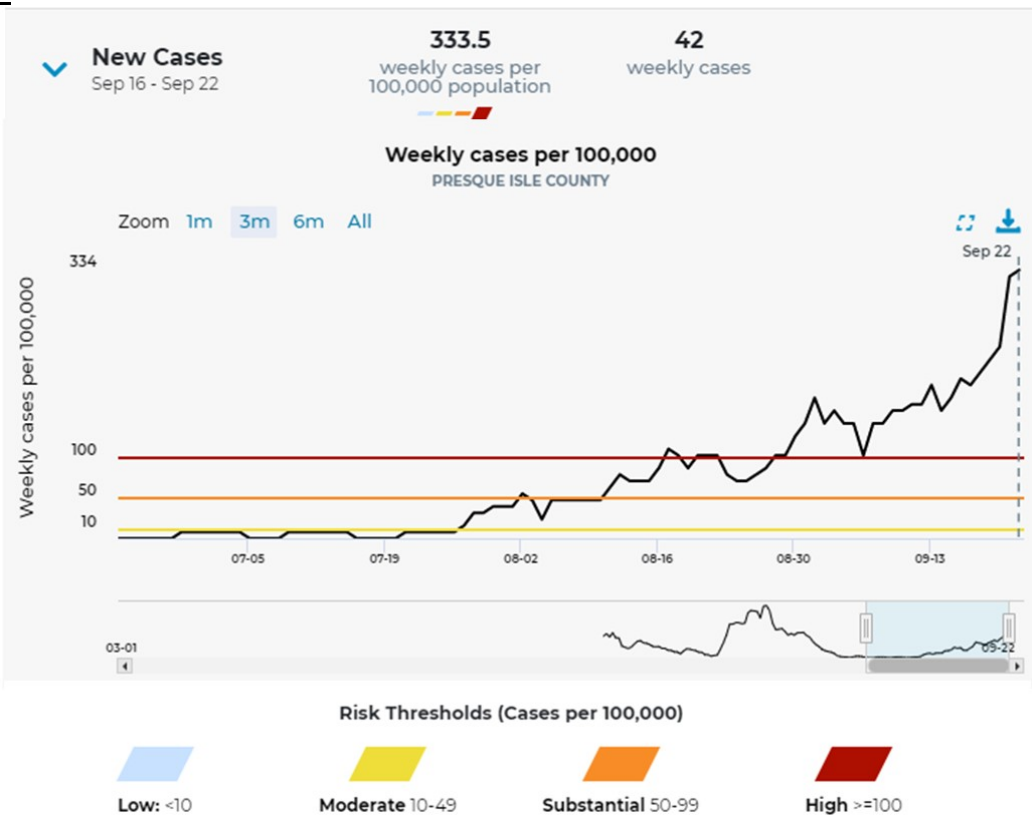 New Cases
Sep 16 - Sep 22
333.5
weekly cases per
100,000 population
42
weekly cases
Weekly cases per 100,000
PRESQUE ISLE COUNTY
Zoom 1m 3m 6m All
Sep 22
Weekly cases per 100,000
334
100
50
10
07-05 07-19 08-02 08-16 08-30 09-13
03-01 09-22
Risk Thresholds (Cases per 100,000)
Low: <10 Moderate 10-49 Substantial 50-99 High >=100